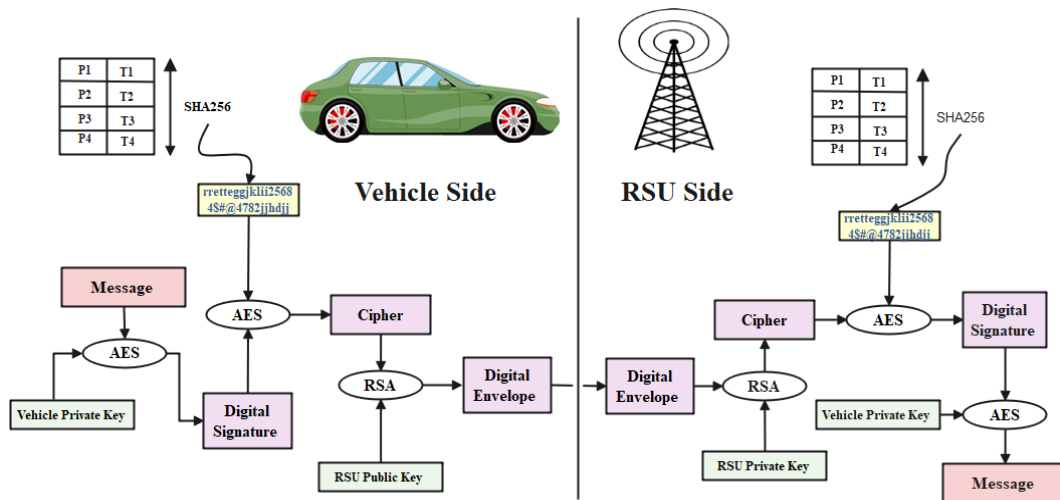 P1 T1
P2 T2
P3 T3
P4 T4
SHA256
rretteggjklii2568
4$#@4782jjhdjj
Vehicle Side
Message
AES
Vehicle Private Key
Digital
Signature
AES
Cipher
RSA
RSU Public Key
Digital
Envelope
RSU Side
P1 T1
P2 T2
P3 T3
P4 T4
SHA256
rretteggjklii2568
4$#@4782jjhdjj
Digital
Envelope
RSA
RSU Private Key
Cipher
AES
Digital
Signature
Vehicle Private Key
AES
Message